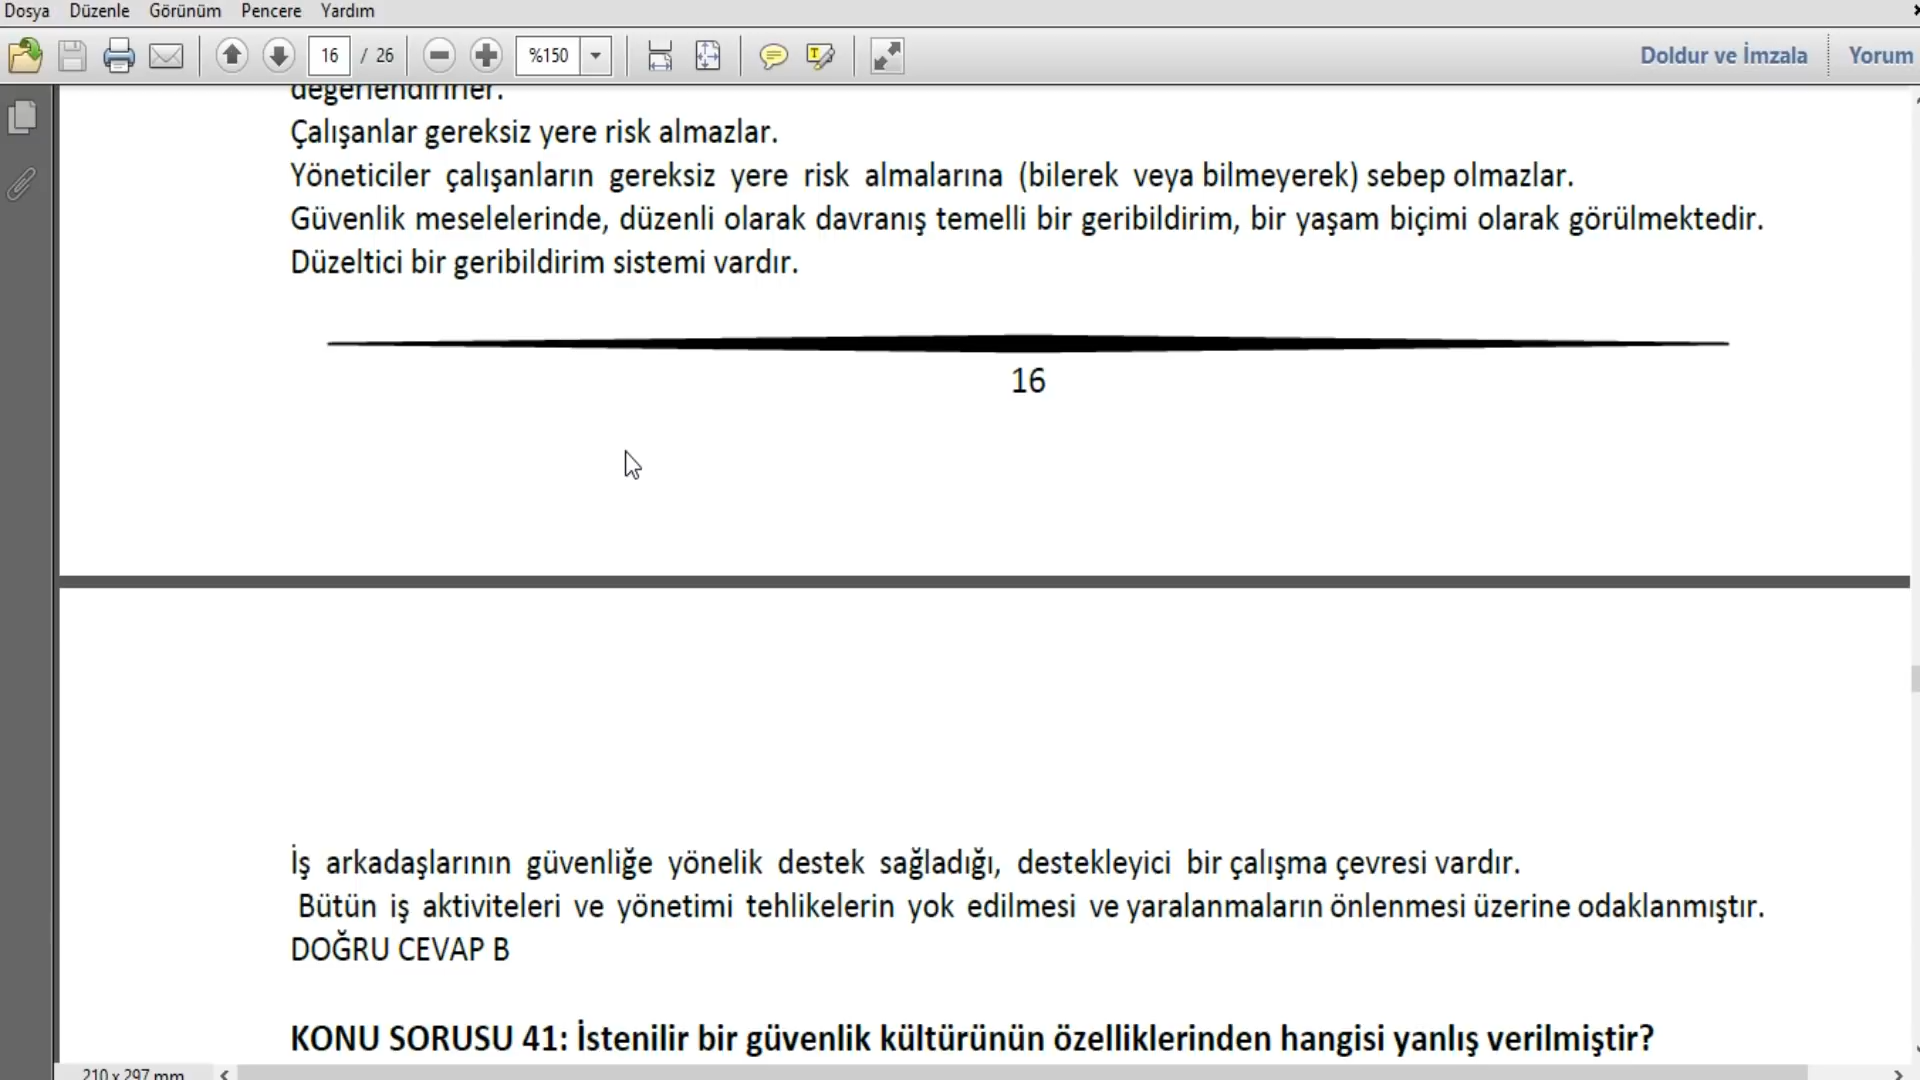 Dosya Düzenle Görünüm Pencere Yardım
16 / 26 %150 Doldur ve İmzala Yorum
değerlendirirler.
Çalışanlar gereksiz yere risk almazlar.
Yöneticiler çalışanların gereksiz yere risk almalarına (bilerek veya bilmeyerek) sebep olmazlar.
Güvenlik meselelerinde, düzenli olarak davranış temelli bir geribildirim, bir yaşam biçimi olarak görülmektedir.
Düzeltici bir geribildirim sistemi vardır.
16
İş arkadaşlarının güvenliğe yönelik destek sağladığı, destekleyici bir çalışma çevresi vardır.
Bütün iş aktiviteleri ve yönetimi tehlikelerin yok edilmesi ve yaralanmaların önlenmesi üzerine odaklanmıştır.
DOĞRU CEVAP B
KONU SORUSU 41: İstenilir bir güvenlik kültürünün özelliklerinden hangisi yanlış verilmiştir?
210 x 297 mm